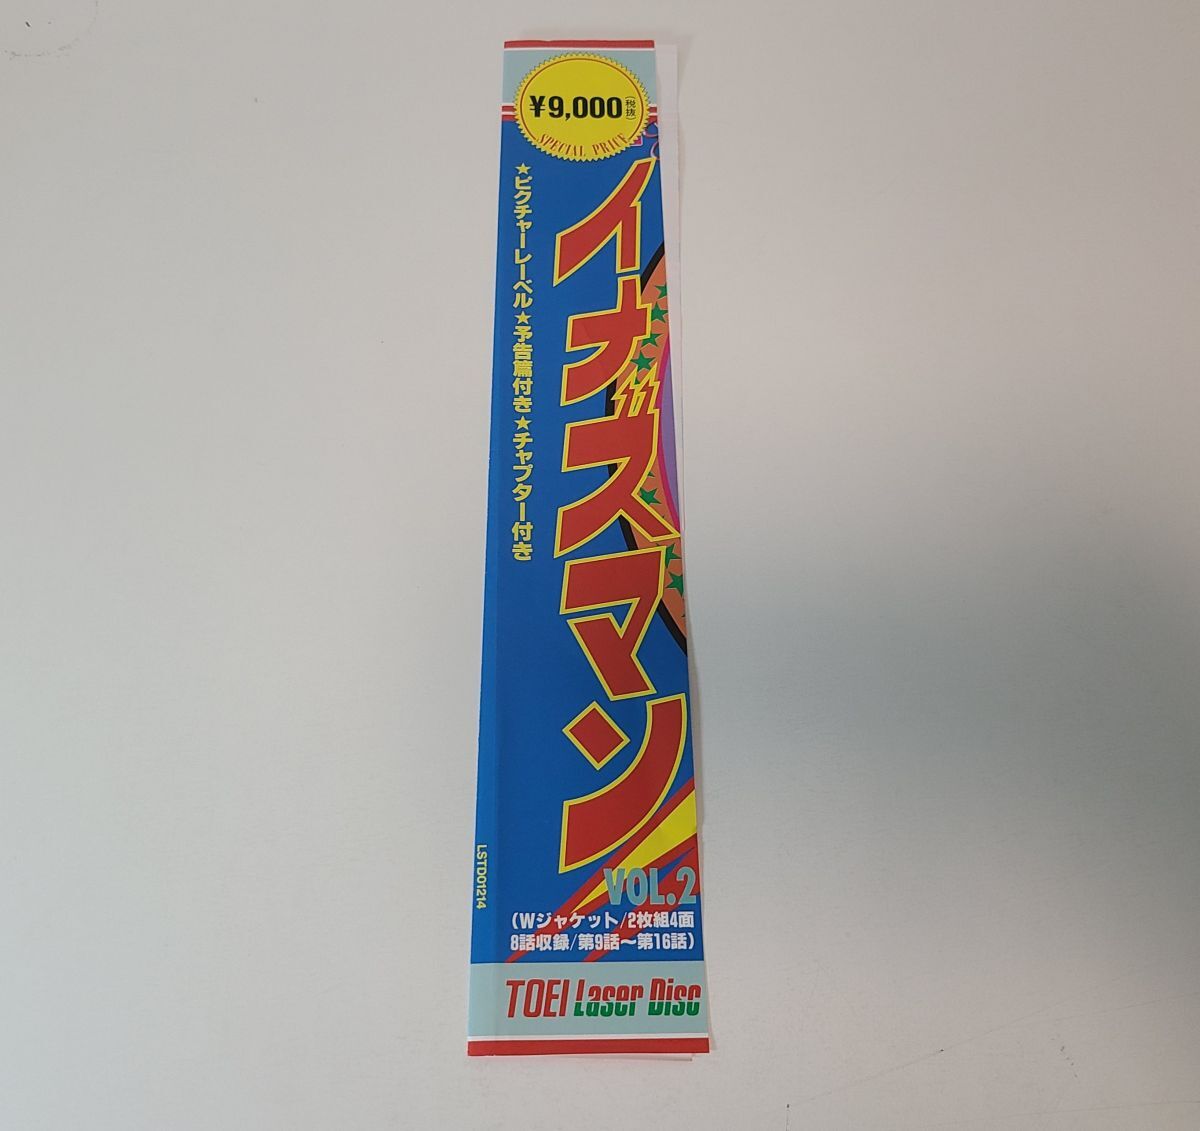 ¥9,000(税抜)
SPECIAL PRICE
イナズマン
★ピクチャーレーベル★予告篇付き★チャプター付き
VOL.2
(Wジャケット/2枚組4面
8話収録/第9話～第16話)
LSTD01214
TOEI Laser Disc